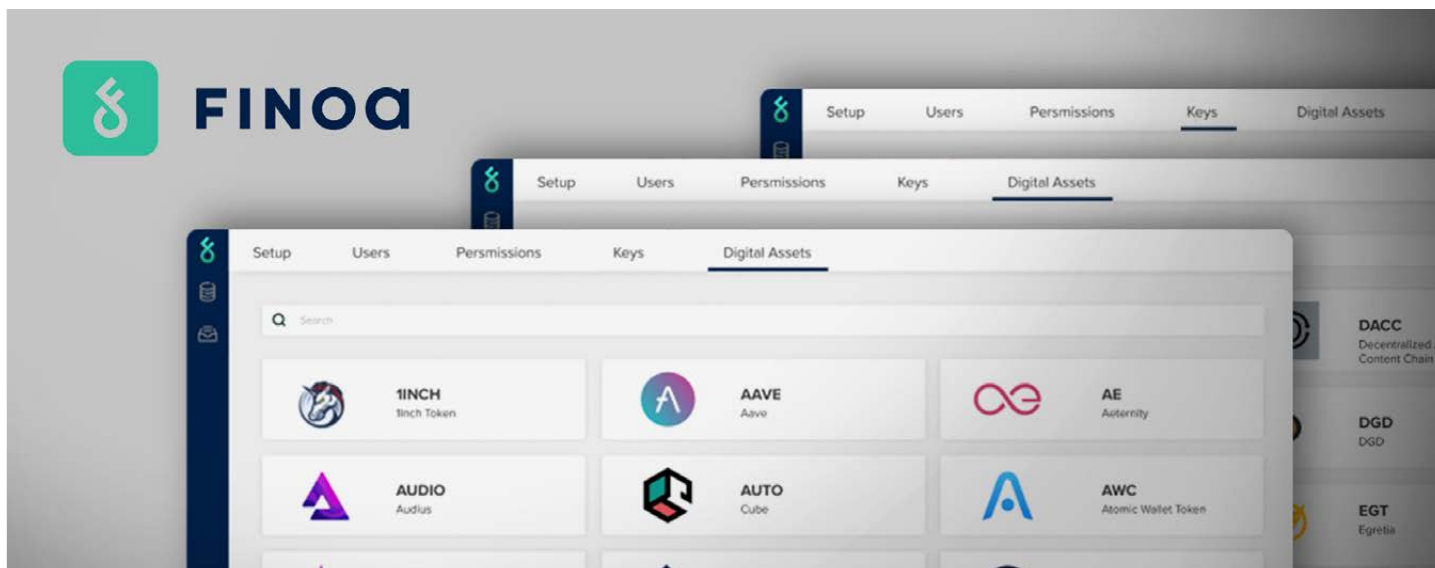 FINOA
Setup Users Persmissions Keys Digital Assets
Setup Users Persmissions Keys Digital Assets
Setup Users Persmissions Keys Digital Assets
Search
1INCH
1inch Token
AAVE
Aave
AE
Aeternity
DACC
Decentralized
Content Chain
DGD
DGD
AUDIO
Audius
AUTO
Cube
AWC
Atomic Wallet Token
EGT
Egretia